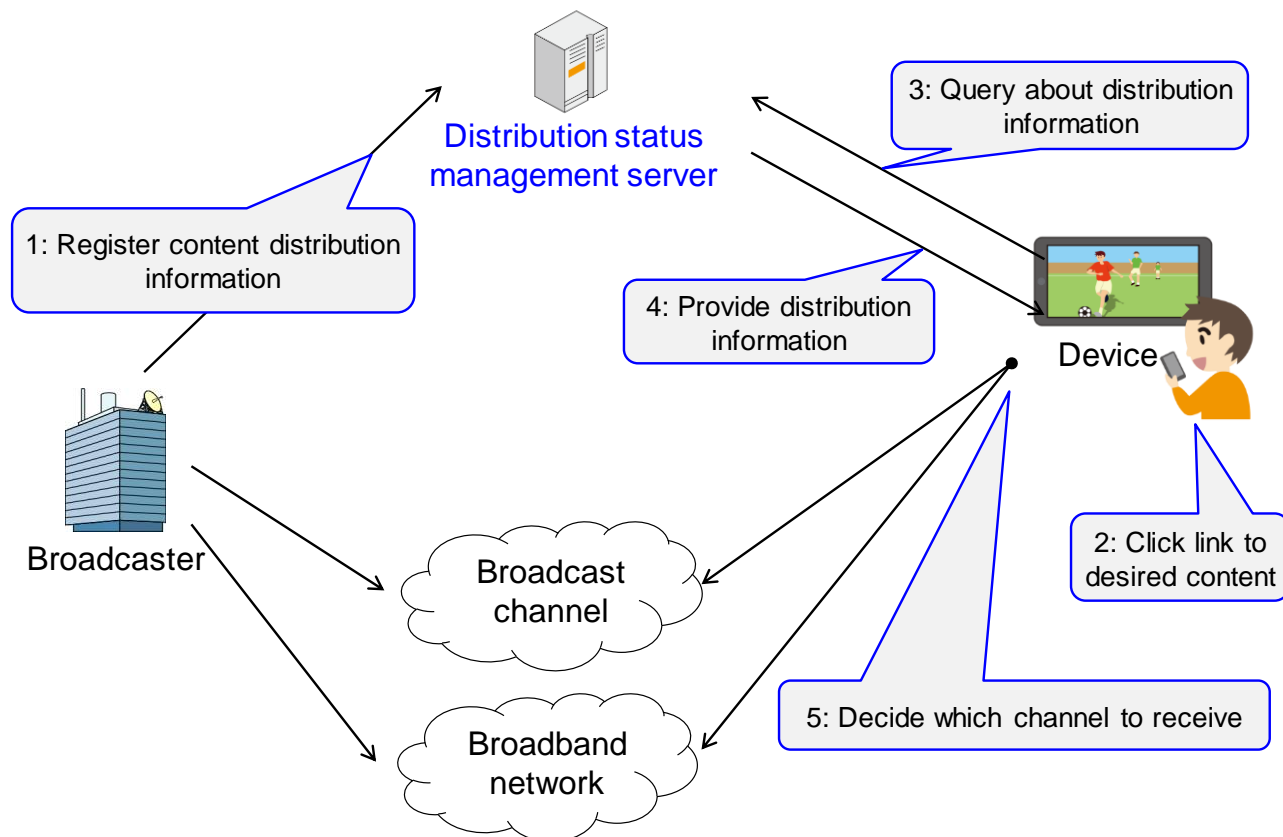 Distribution status
management server
3: Query about distribution
information
1: Register content distribution
information
4: Provide distribution
information
Device
Broadcaster
2: Click link to
desired content
Broadcast
channel
5: Decide which channel to receive
Broadband
network